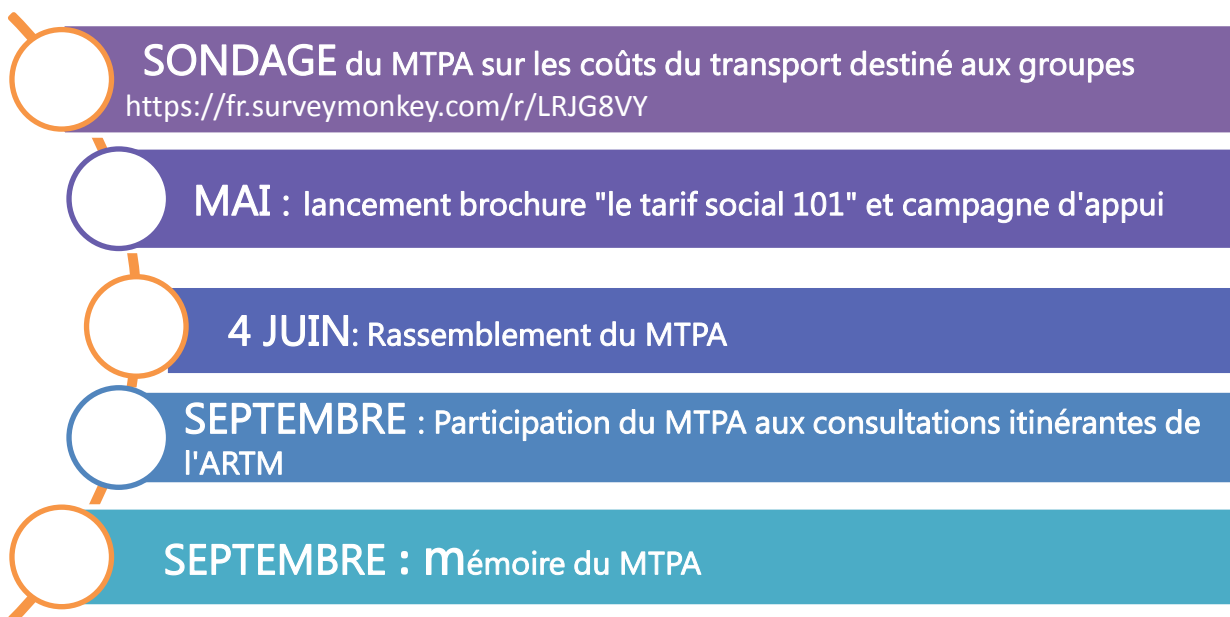 SONDAGE du MTPA sur les coûts du transport destiné aux groupes
https://fr.surveymonkey.com/r/LRJG8VY
MAI : lancement brochure "le tarif social 101" et campagne d'appui
4 JUIN: Rassemblement du MTPA
SEPTEMBRE : Participation du MTPA aux consultations itinérantes de
l'ARTM
SEPTEMBRE : mémoire du MTPA